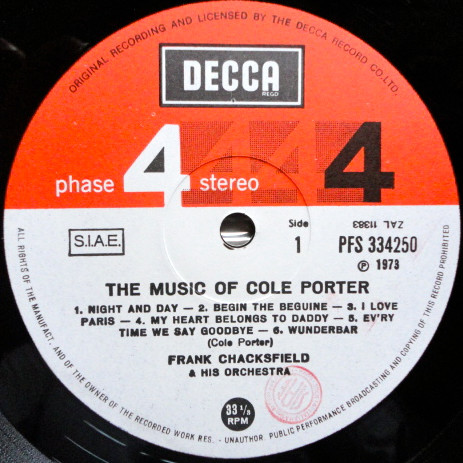 ORIGINAL RECORDING AND LICENSED BY THE DECCA RECORD CO. LTD.
DECCA
REGD
phase 4 stereo 4
S.I.A.E.
Side
1
ZAL 11383
PFS 334250
℗ 1973
THE MUSIC OF COLE PORTER
1. NIGHT AND DAY — 2. BEGIN THE BEGUINE — 3. I LOVE
PARIS — 4. MY HEART BELONGS TO DADDY — 5. EV'RY
TIME WE SAY GOODBYE — 6. WUNDERBAR
(Cole Porter)
FRANK CHACKSFIELD
& HIS ORCHESTRA
33 1/3
RPM
ALL RIGHTS OF THE MANUFACT. AND OF THE OWNER OF THE RECORDED WORK RES. - UNAUTHOR. PUBLIC PERFORMANCE BROADCASTING AND COPYING OF THIS RECORD PROHIBITED